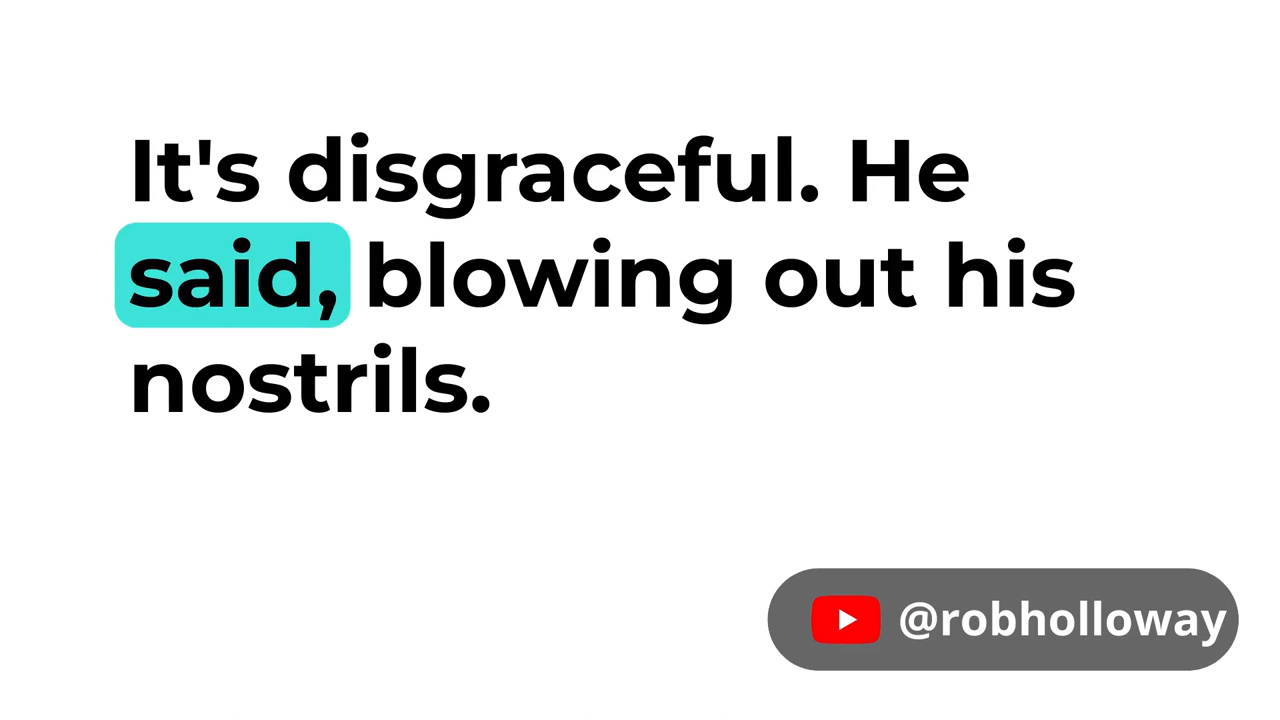 It's disgraceful. He
said, blowing out his
nostrils.
@robholloway